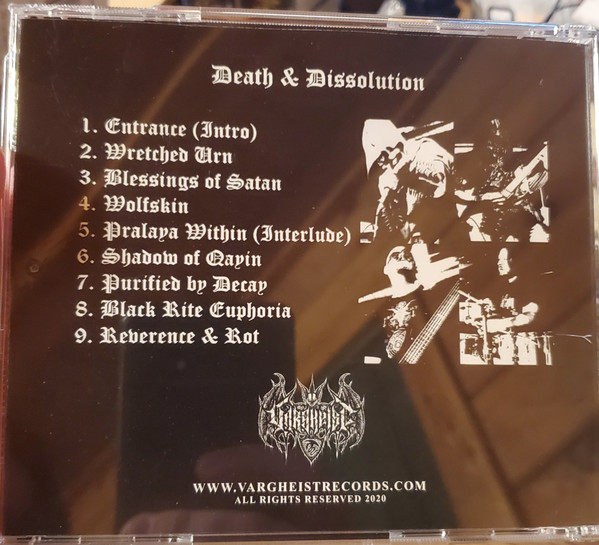 Death & Dissolution
1. Entrance (Intro)
2. Wretched Urn
3. Blessings of Satan
4. Wolfskin
5. Pralaya Within (Interlude)
6. Shadow of Qayin
7. Purified by Decay
8. Black Rite Euphoria
9. Reverence & Rot
VARGHEIST
WWW.VARGHEISTRECORDS.COM
ALL RIGHTS RESERVED 2020